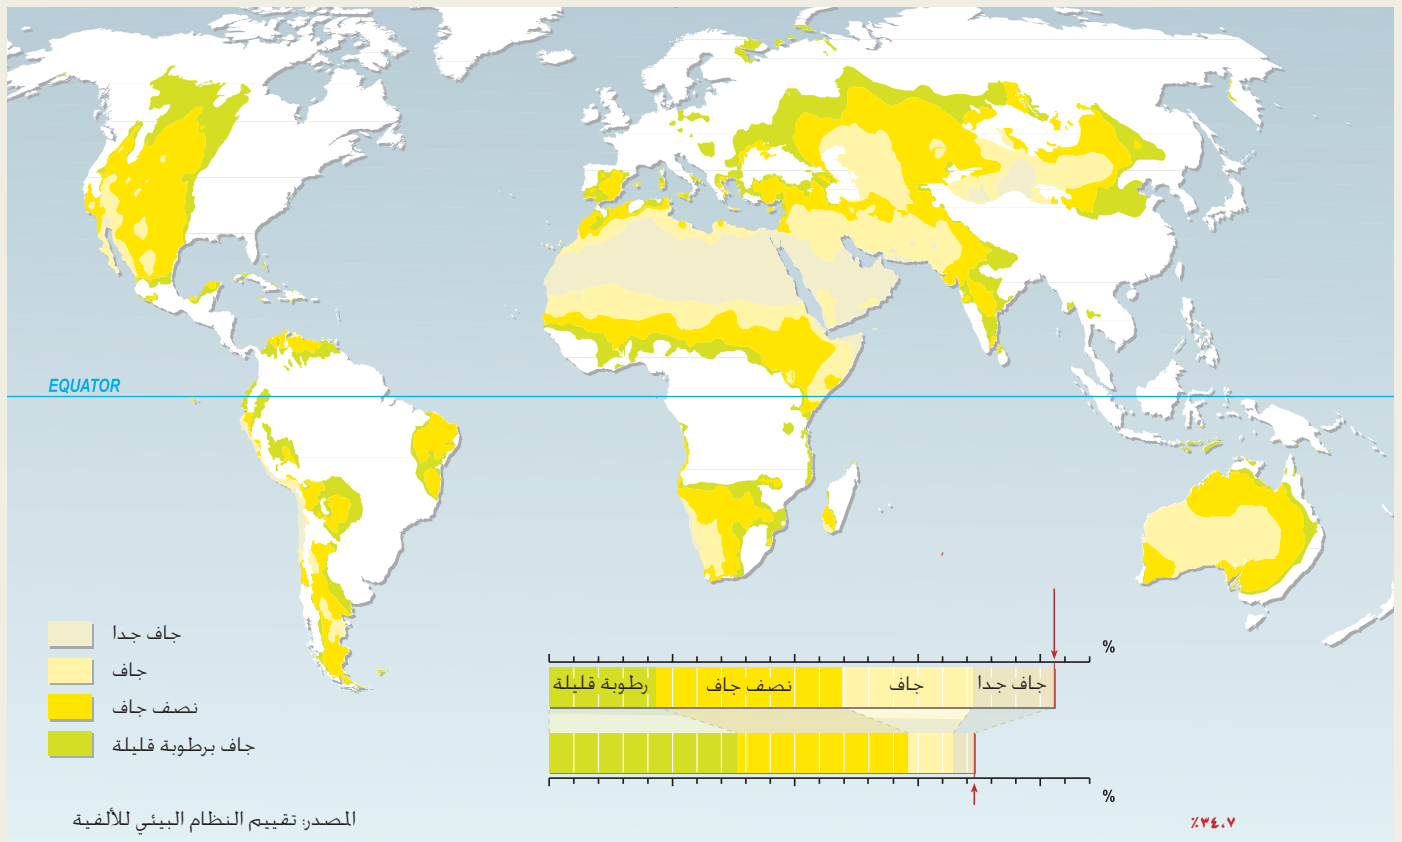 EQUATOR
جاف جدا
جاف
نصف جاف
جاف برطوبة قليلة
%
رطوبة قليلة
نصف جاف
جاف
جاف جدا
%
المصدر: تقييم النظام البيئي للألفية
٣٤،٧٪